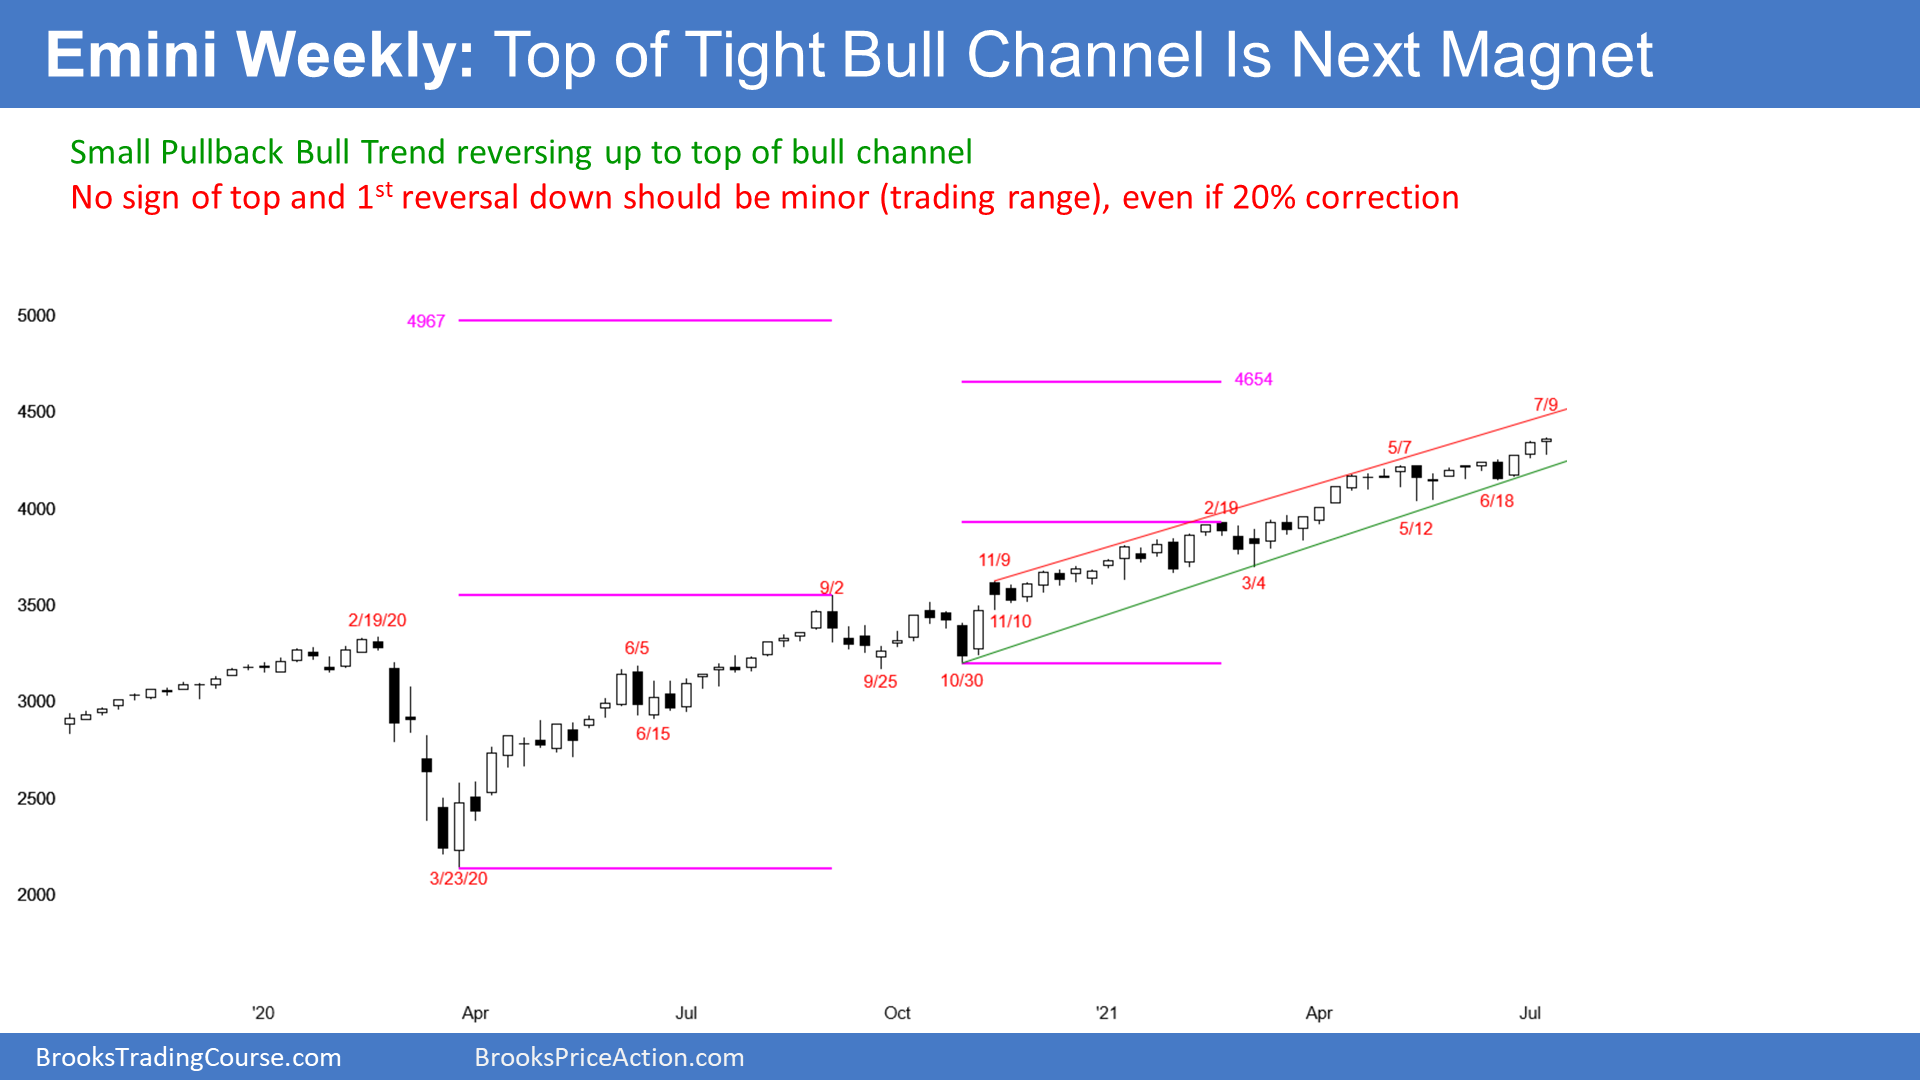 Emini Weekly: Top of Tight Bull Channel Is Next Magnet
Small Pullback Bull Trend reversing up to top of bull channel
No sign of top and 1st reversal down should be minor (trading range), even if 20% correction
5000
4967
4654
4500
7/9
5/7
4000
2/19
6/18
5/12
11/9
3/4
9/2
3500
2/19/20
11/10
6/5
9/25
10/30
3000
6/15
2500
3/23/20
2000
'20
Apr
Jul
Oct
'21
Apr
Jul
BrooksTradingCourse.com
BrooksPriceAction.com